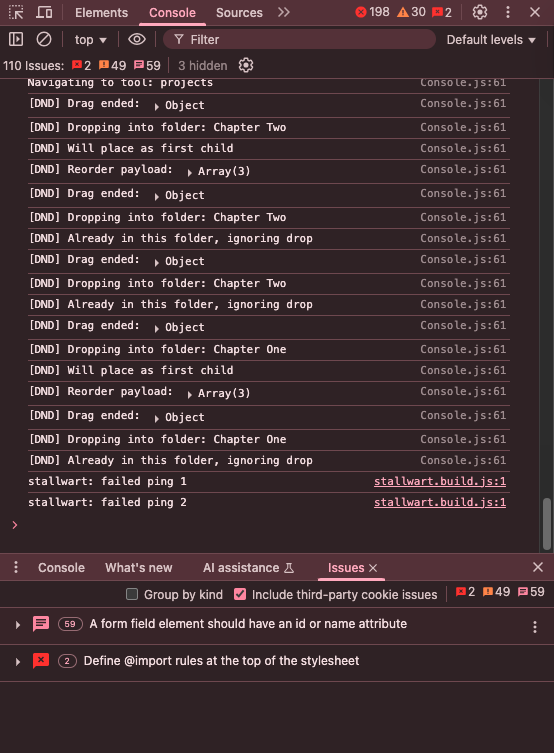 Elements Console Sources 198 30 2
top Filter Default levels
110 Issues: 2 49 59 3 hidden
Navigating to tool: projects Console.js:61
[DND] Drag ended: Object Console.js:61
[DND] Dropping into folder: Chapter Two Console.js:61
[DND] Will place as first child Console.js:61
[DND] Reorder payload: Array(3) Console.js:61
[DND] Drag ended: Object Console.js:61
[DND] Dropping into folder: Chapter Two Console.js:61
[DND] Already in this folder, ignoring drop Console.js:61
[DND] Drag ended: Object Console.js:61
[DND] Dropping into folder: Chapter Two Console.js:61
[DND] Already in this folder, ignoring drop Console.js:61
[DND] Drag ended: Object Console.js:61
[DND] Dropping into folder: Chapter One Console.js:61
[DND] Will place as first child Console.js:61
[DND] Reorder payload: Array(3) Console.js:61
[DND] Drag ended: Object Console.js:61
[DND] Dropping into folder: Chapter One Console.js:61
[DND] Already in this folder, ignoring drop Console.js:61
stallwart: failed ping 1 stallwart.build.js:1
stallwart: failed ping 2 stallwart.build.js:1
Console What's new AI assistance Issues
Group by kind Include third-party cookie issues 2 49 59
59 A form field element should have an id or name attribute
2 Define @import rules at the top of the stylesheet